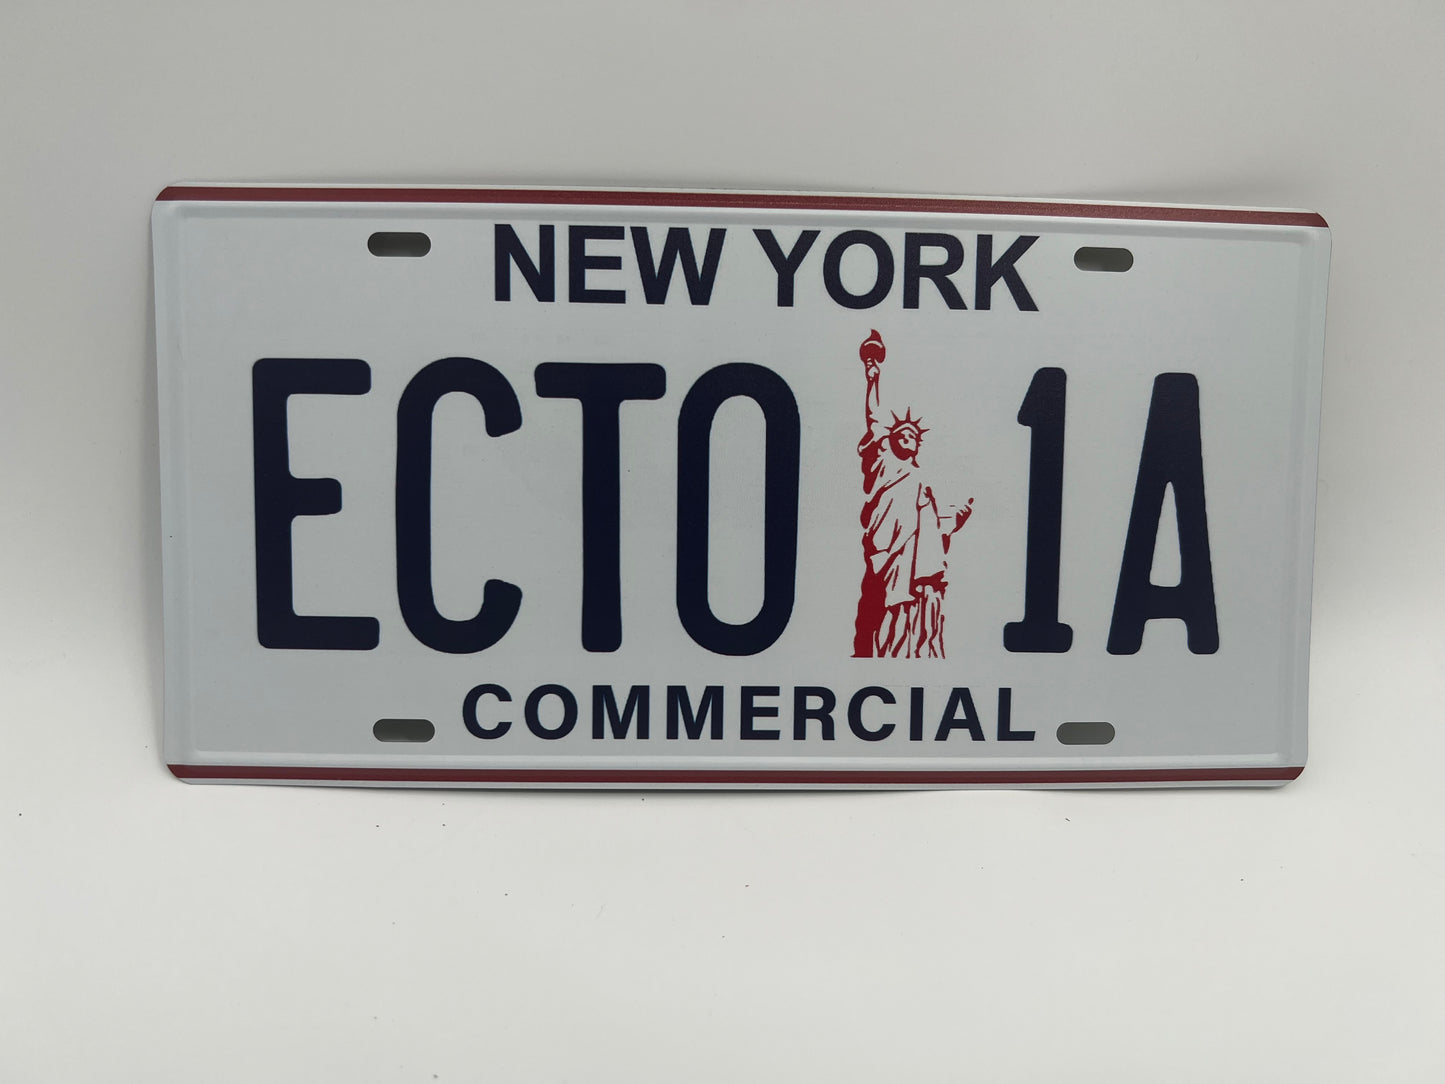 NEW YORK
ECTO 1A
COMMERCIAL